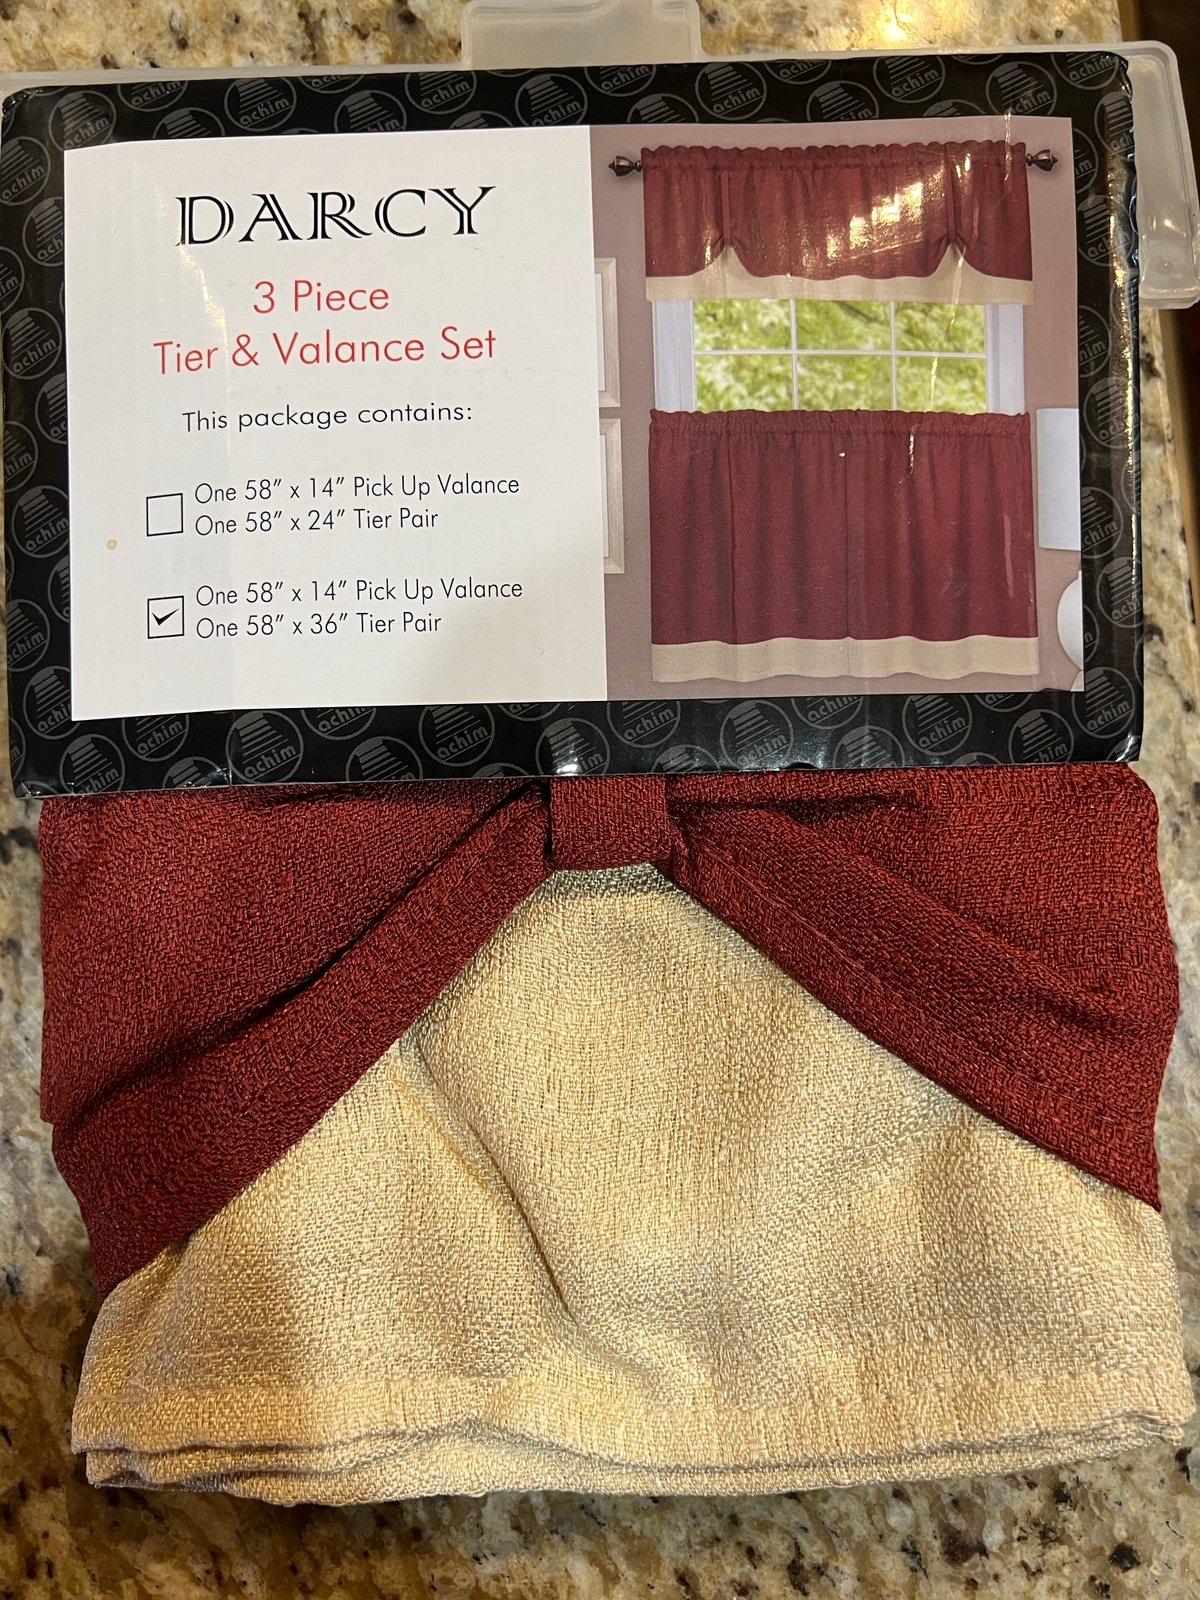 DARCY
3 Piece
Tier & Valance Set
This package contains:
One 58" x 14" Pick Up Valance
One 58" x 24" Tier Pair
One 58" x 14" Pick Up Valance
One 58" x 36" Tier Pair
achim